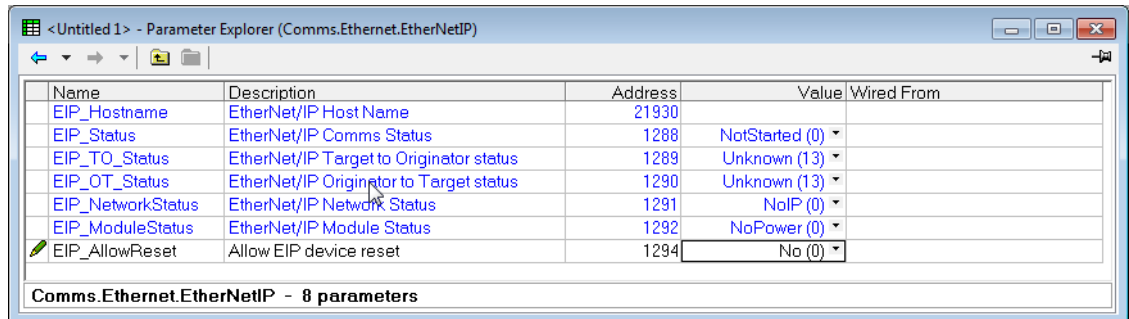 <Untitled 1> - Parameter Explorer (Comms.Ethernet.EtherNetIP)
Name Description Address Value Wired From
EIP_Hostname EtherNet/IP Host Name 21930
EIP_Status EtherNet/IP Comms Status 1288 NotStarted (0)
EIP_TO_Status EtherNet/IP Target to Originator status 1289 Unknown (13)
EIP_OT_Status EtherNet/IP Originator to Target status 1290 Unknown (13)
EIP_NetworkStatus EtherNet/IP Network Status 1291 NoIP (0)
EIP_ModuleStatus EtherNet/IP Module Status 1292 NoPower (0)
EIP_AllowReset Allow EIP device reset 1294 No (0)
Comms.Ethernet.EtherNetIP - 8 parameters